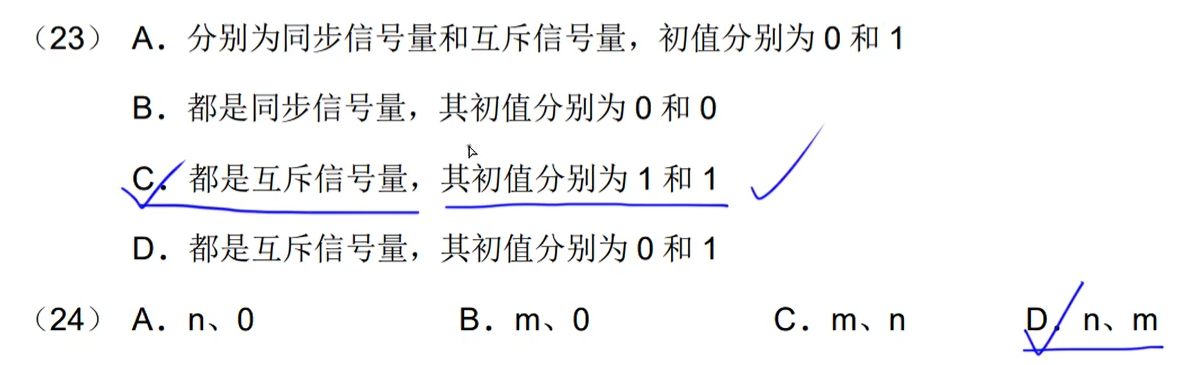 （23） A．分别为同步信号量和互斥信号量，初值分别为 0 和 1
B．都是同步信号量，其初值分别为 0 和 0
C．都是互斥信号量，其初值分别为 1 和 1
D．都是互斥信号量，其初值分别为 0 和 1
（24） A．n、0 B．m、0 C．m、n D．n、m